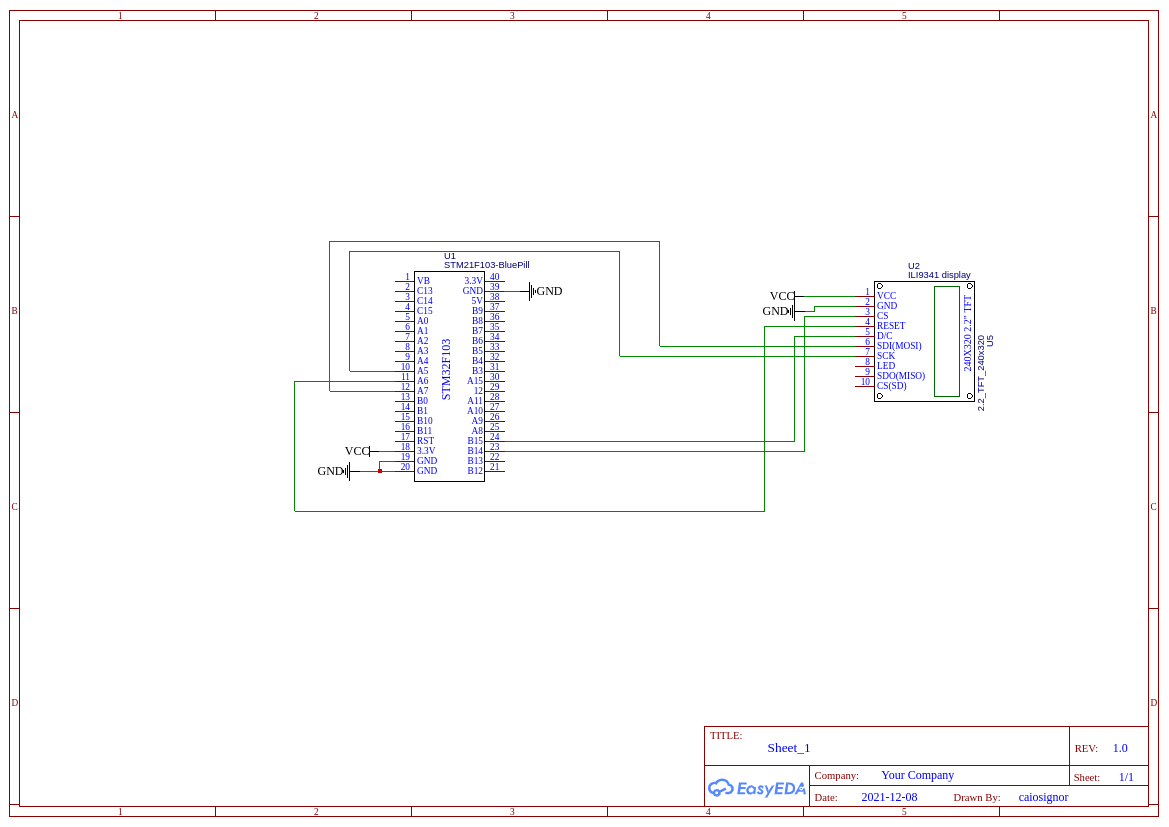 1 2 3 4 5
A A
U1
STM21F103-BluePill
1 VB 3.3V 40
2 C13 GND 39 GND
3 C14 5V 38
4 C15 B9 37
5 A0 B8 36
6 A1 B7 35
7 A2 B6 34
8 A3 B5 33
9 A4 B4 32
10 A5 B3 31
11 A6 A15 30
12 A7 12 29
13 B0 A11 28
14 B1 A10 27
15 B10 A9 26
16 B11 A8 25
17 RST B15 24
VCC 18 3.3V B14 23
19 GND B13 22
GND 20 GND B12 21
STM32F103
U2
ILI9341 display
VCC 1 VCC
GND 2 GND
3 CS
4 RESET
5 D/C
6 SDI(MOSI)
7 SCK
8 LED
9 SDO(MISO)
10 CS(SD)
240X320 2.2" TFT
2.2_TFT_240x320
U5
B B
C C
D D
TITLE:
Sheet_1
REV: 1.0
EasyEDA
Company: Your Company
Sheet: 1/1
Date: 2021-12-08 Drawn By: caiosignor
1 2 3 4 5